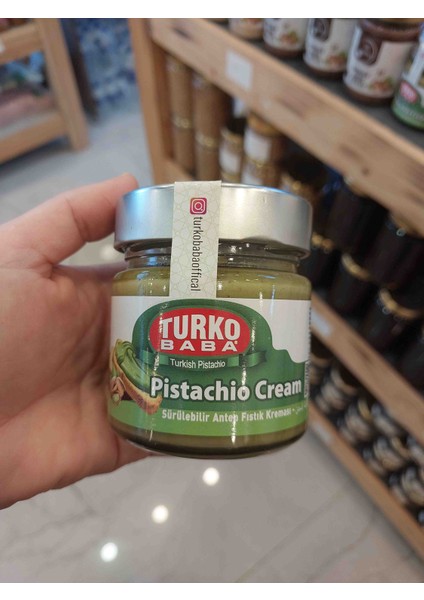 turkobabaoffical
TURKO
BABA
Turkish Pistachio
Pistachio Cream
Sürülebilir Antep Fıstık Kreması